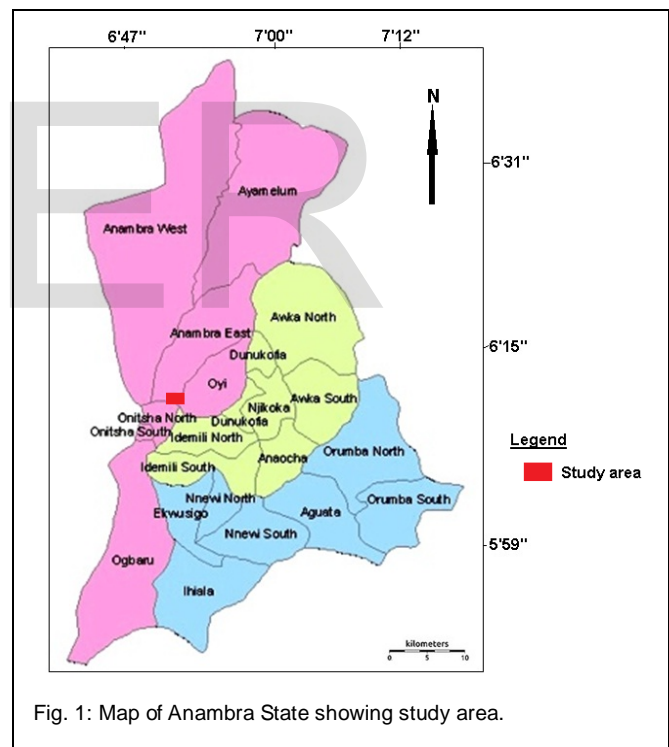 6'47'' 7'00'' 7'12''
N
6'31''
Ayamelum
Anambra West
ER
Awka North
Anambra East
6'15''
Dunukofia
Oyi
Awka South
Njikoka
Onitsha North
Dunukofia
Onitsha South
Idemili North
Orumba North
Legend
Anaocha
Idemili South
Study area
Nnewi North
Orumba South
Ekwusigo
Aguata
Nnewi South
5'59''
Ogbaru
Ihiala
kilometers
0 5 10
Fig. 1: Map of Anambra State showing study area.